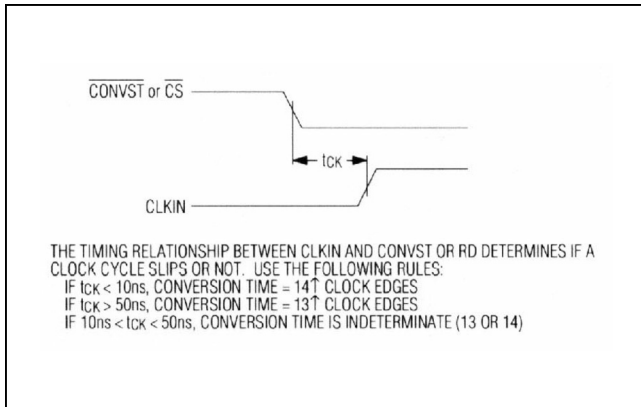 CONVST or CS
tCK
CLKIN
THE TIMING RELATIONSHIP BETWEEN CLKIN AND CONVST OR RD DETERMINES IF A
CLOCK CYCLE SLIPS OR NOT. USE THE FOLLOWING RULES:
IF tCK < 10ns, CONVERSION TIME = 14↑ CLOCK EDGES
IF tCK > 50ns, CONVERSION TIME = 13↑ CLOCK EDGES
IF 10ns < tCK < 50ns, CONVERSION TIME IS INDETERMINATE (13 OR 14)